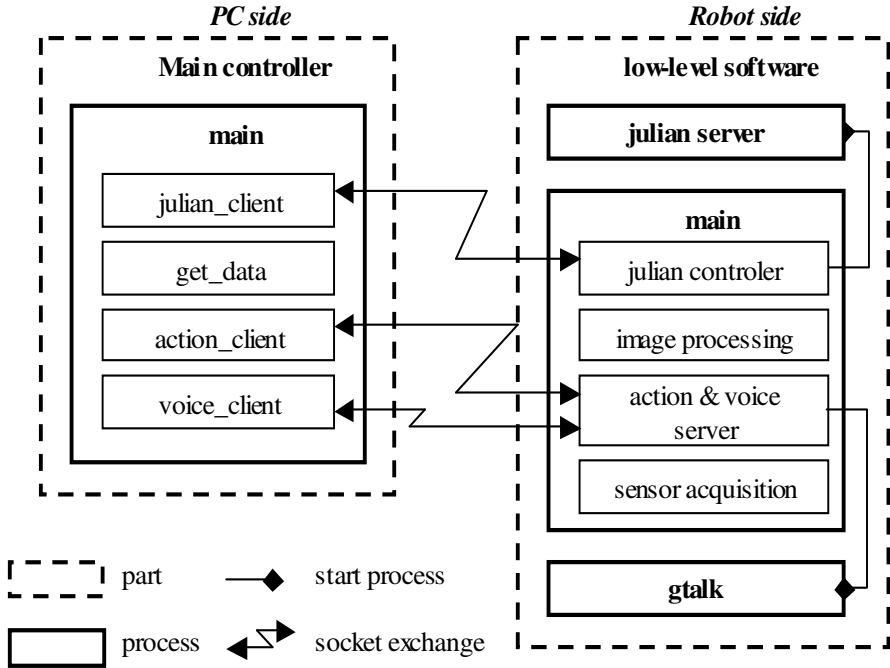 PC side
Main controller
main
julian_client
get_data
action_client
voice_client
Robot side
low-level software
julian server
main
julian controler
image processing
action & voice
server
sensor acquisition
gtalk
part
start process
process
socket exchange